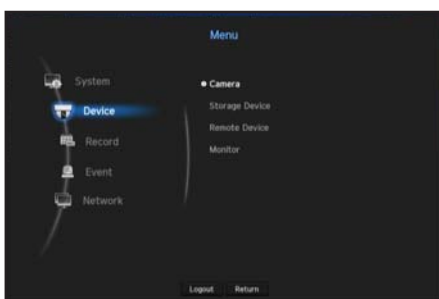 Menu
System
Device
Record
Event
Network
Camera
Storage Device
Remote Device
Monitor
Logout Return